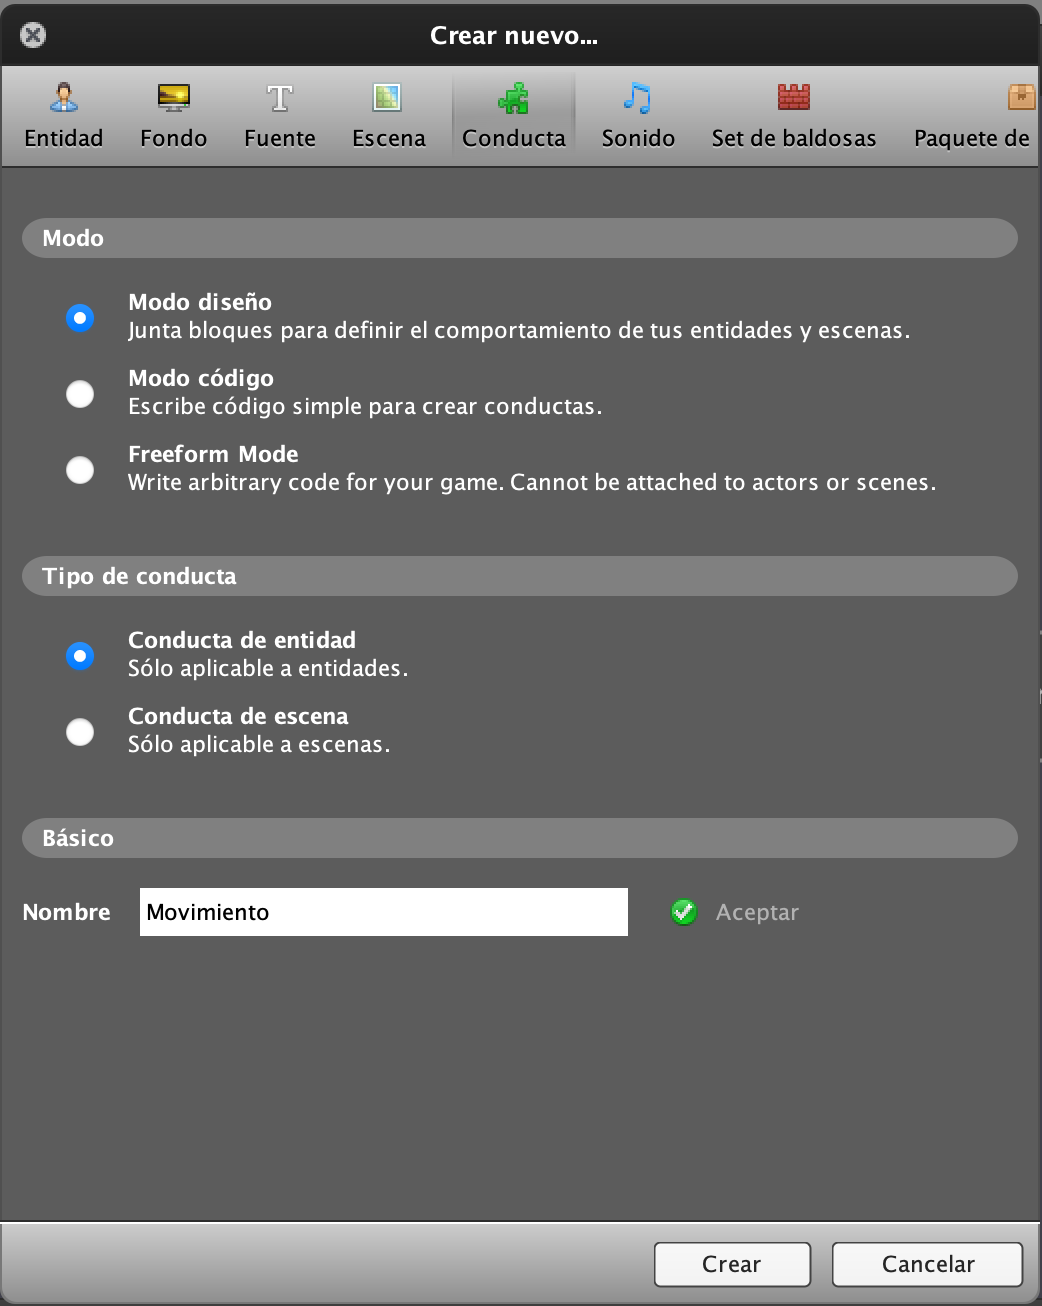 Crear nuevo...
Entidad Fondo Fuente Escena Conducta Sonido Set de baldosas Paquete de
Modo
Modo diseño
Junta bloques para definir el comportamiento de tus entidades y escenas.
Modo código
Escribe código simple para crear conductas.
Freeform Mode
Write arbitrary code for your game. Cannot be attached to actors or scenes.
Tipo de conducta
Conducta de entidad
Sólo aplicable a entidades.
Conducta de escena
Sólo aplicable a escenas.
Básico
Nombre Movimiento Aceptar
Crear Cancelar